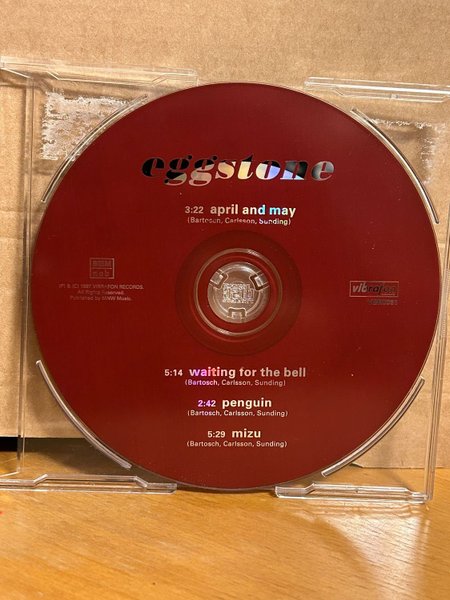 eggstone
3:22 april and may
(Bartosch, Carlsson, Sunding)
ncb
(P) & (C) 1997 VIBRAFON RECORDS.
All Rights Reserved.
Published by MNW Music.
vibrafon
5:14 waiting for the bell
(Bartosch, Carlsson, Sunding)
2:42 penguin
(Bartosch, Carlsson, Sunding)
5:29 mizu
(Bartosch, Carlsson, Sunding)